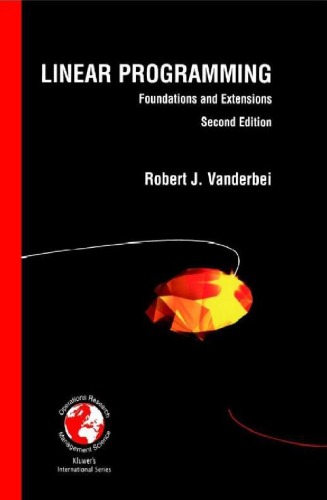 LINEAR PROGRAMMING
Foundations and Extensions
Second Edition
Robert J. Vanderbei
Operations Research
Management Science
Kluwer's
International Series